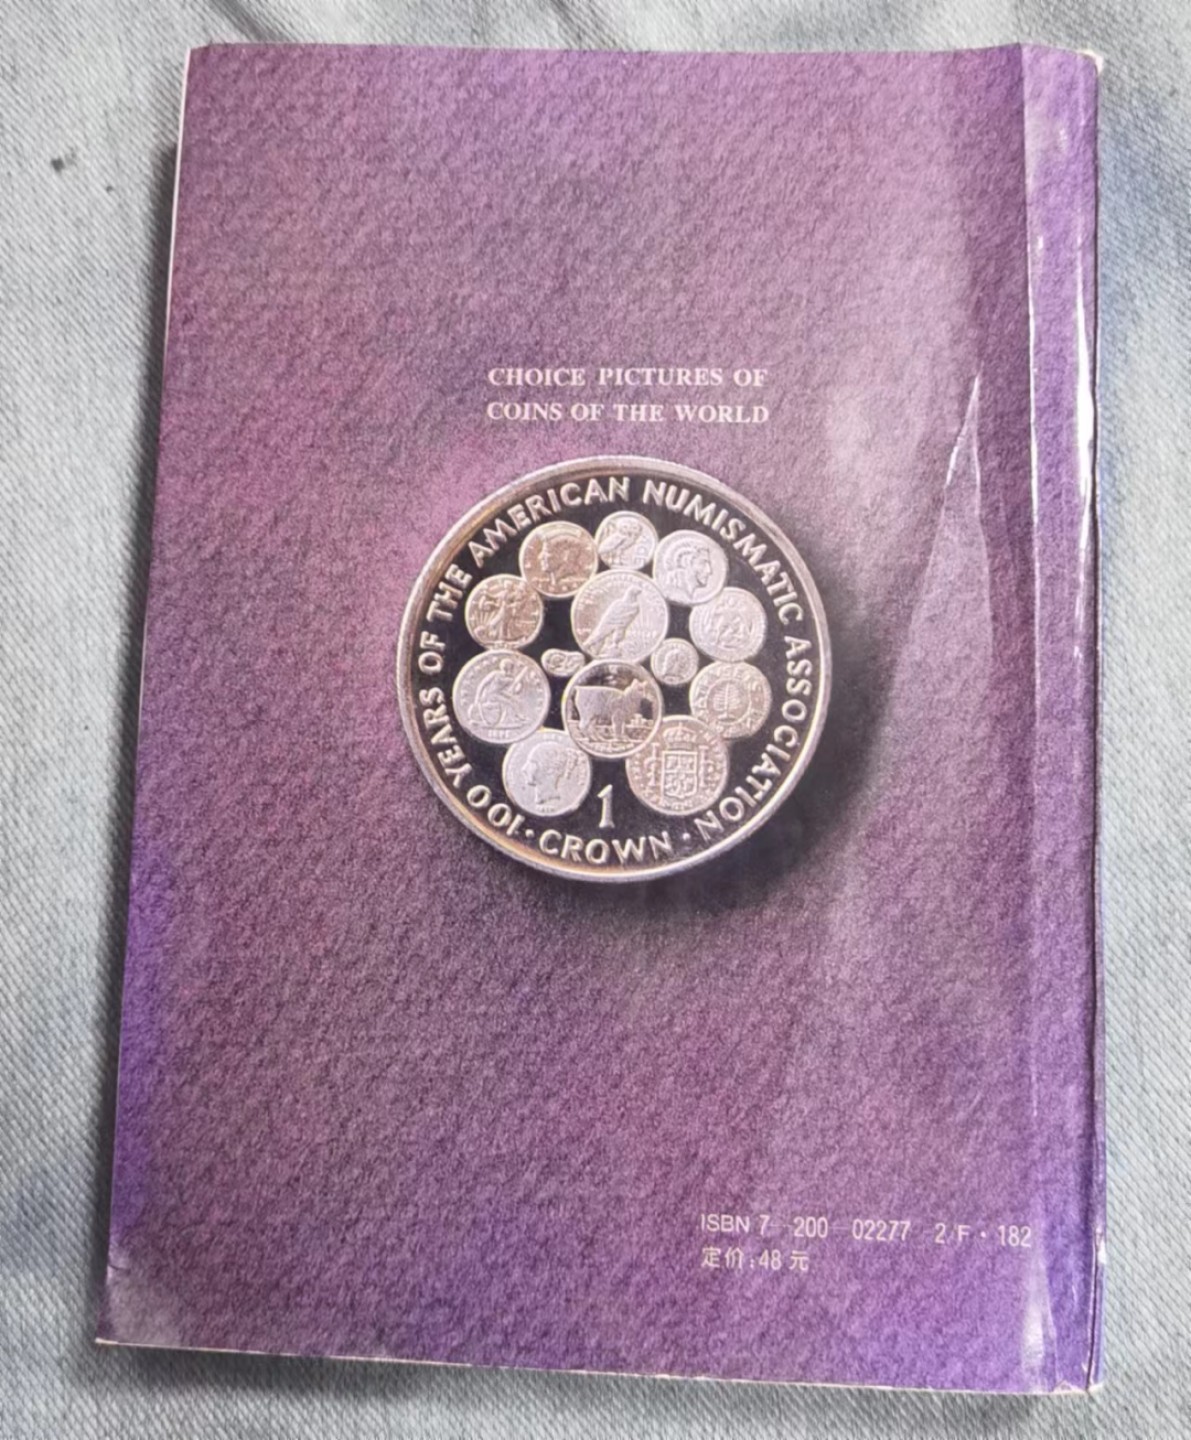 CHOICE PICTURES OF
COINS OF THE WORLD
100 YEARS OF THE AMERICAN NUMISMATIC ASSOCIATION
1
· CROWN ·
ISBN 7 200 02277 2/F · 182
定价:48元